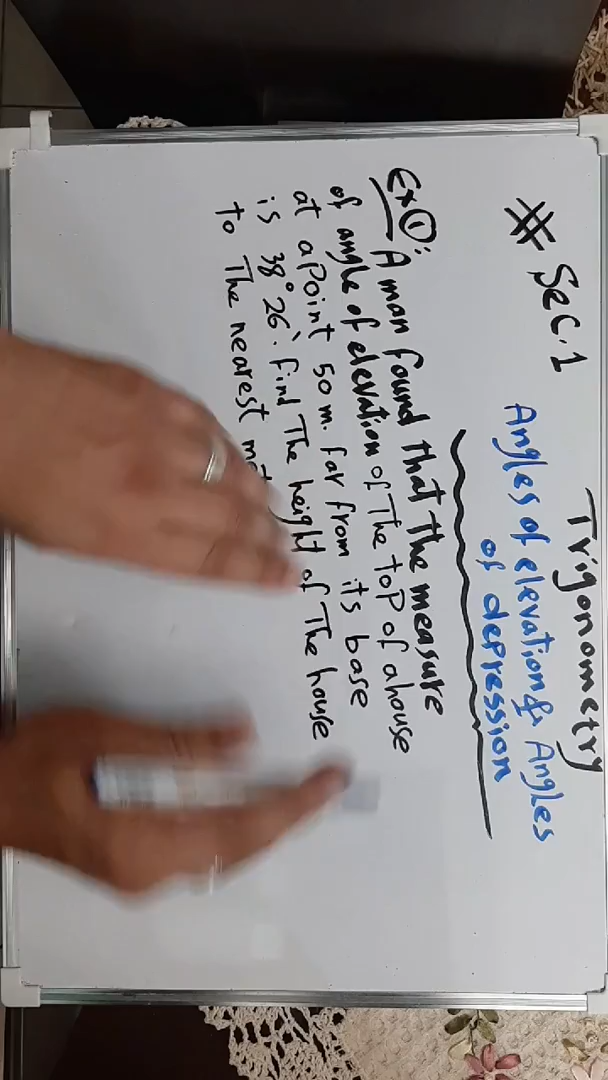 Trigonometry
# Sec.1
Angles of elevation & Angles
of depression
Ex ①: A man found that the measure
of angle of elevation of The top of a house
at a point 50 m. far from its base
is 38° 26`. find The height of The house
to The nearest